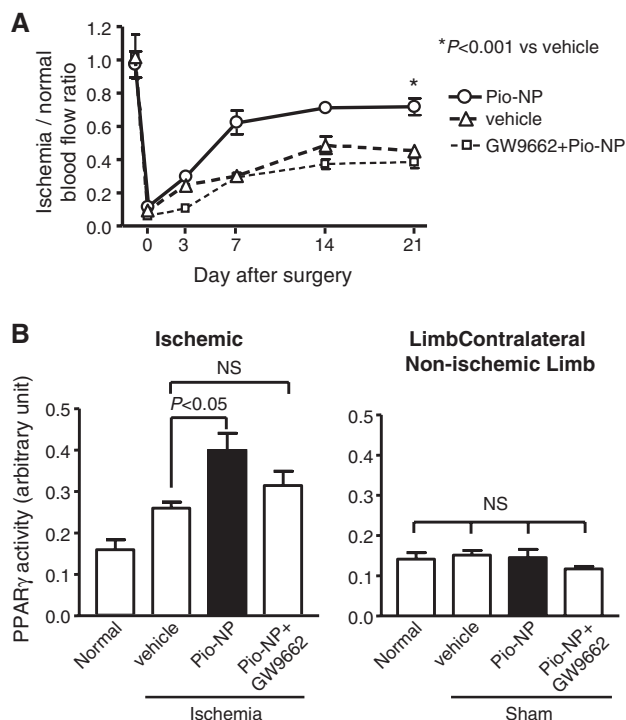 A
Ischemia / normal
blood flow ratio
1.2
1.0
0.8
0.6
0.4
0.2
0.0
*
0 3 7 14 21
Day after surgery
*P<0.001 vs vehicle
Pio-NP
vehicle
GW9662+Pio-NP
B
Ischemic
PPARγ activity (arbitrary unit)
0.5
0.4
0.3
0.2
0.1
0.0
NS
P<0.05
Normal
vehicle
Pio-NP
Pio-NP+
GW9662
Ischemia
LimbContralateral
Non-ischemic Limb
0.5
0.4
0.3
0.2
0.1
0.0
NS
Normal
vehicle
Pio-NP
Pio-NP+
GW9662
Sham